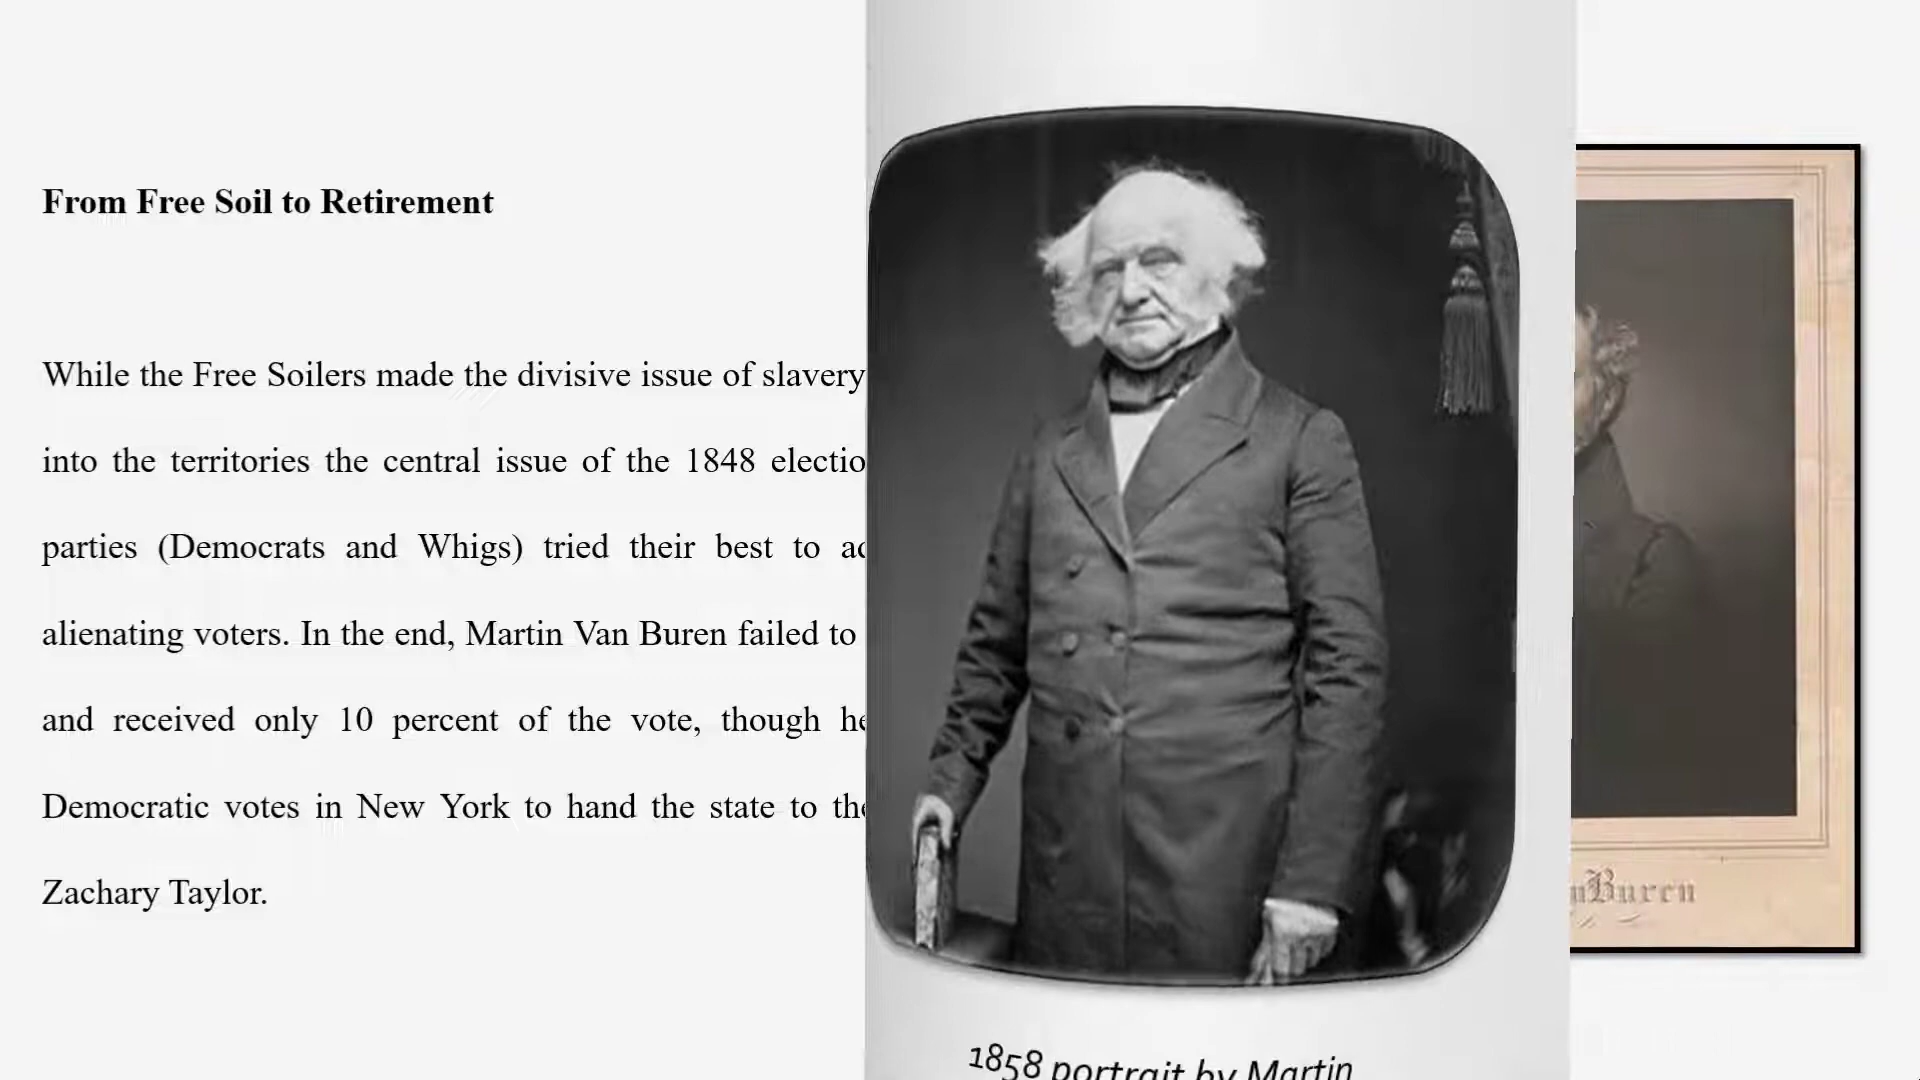 From Free Soil to Retirement
While the Free Soilers made the divisive issue of slavery
into the territories the central issue of the 1848 electio
parties (Democrats and Whigs) tried their best to
alienating voters. In the end, Martin Van Buren failed to
and received only 10 percent of the vote, though he
Democratic votes in New York to hand the state to the
Zachary Taylor.
1858 portrait by Martin
Buren